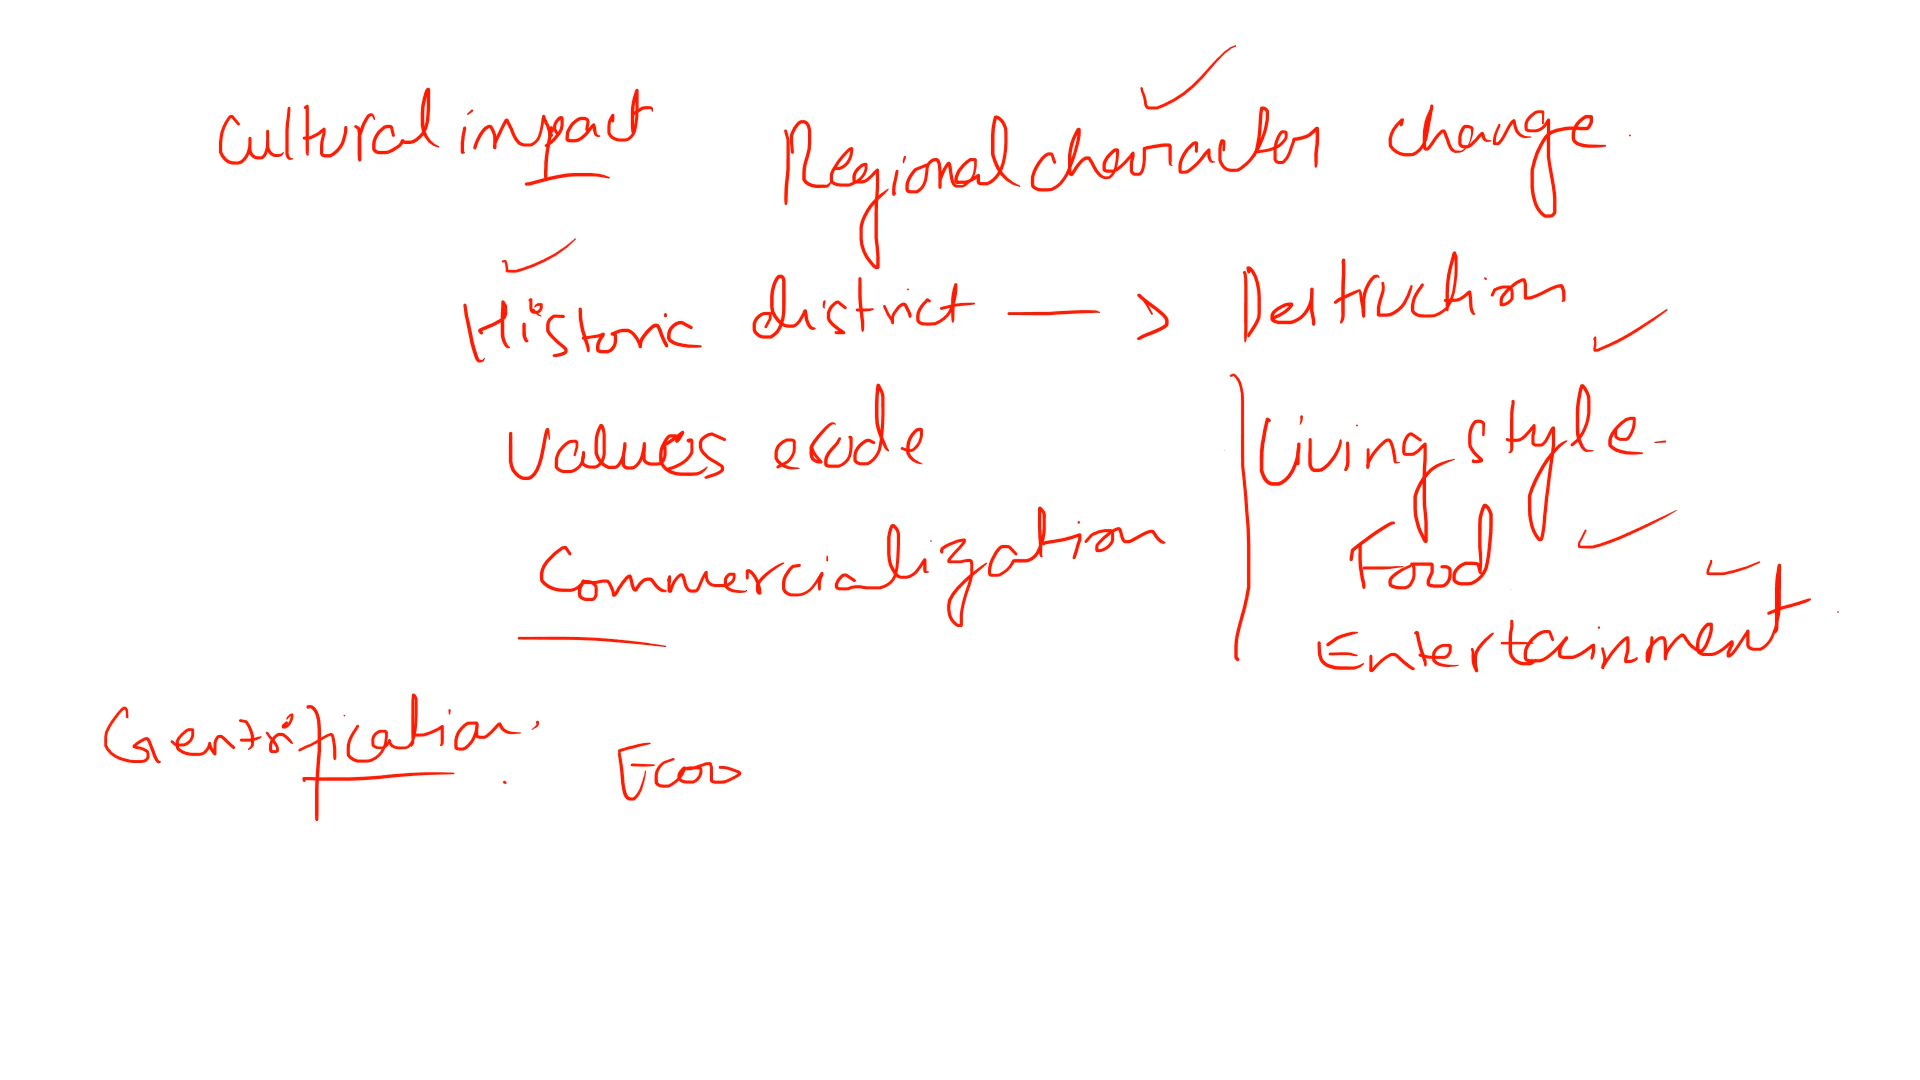 Cultural impact Regional character change
Historic district -> Destruction
Values erode Living style
Commercialization Food
Entertainment
Gentrification Econ